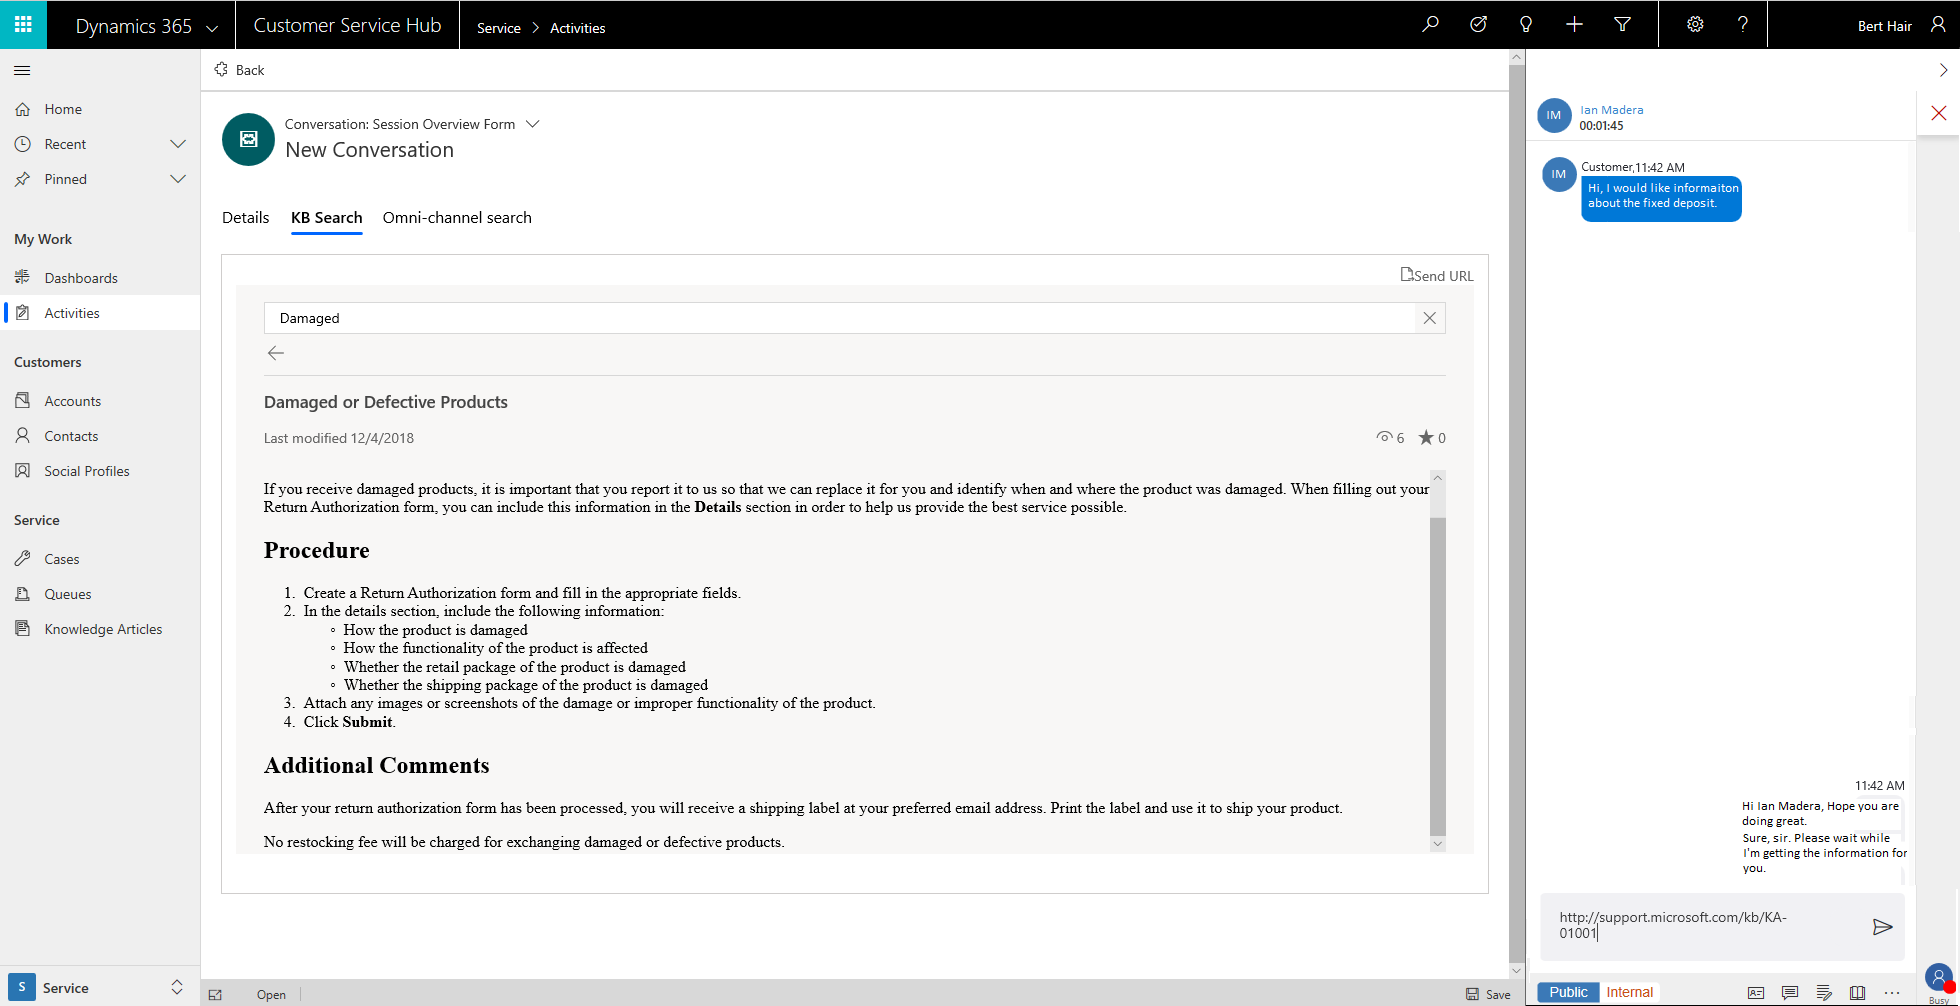 Dynamics 365
Customer Service Hub
Service > Activities
?
Bert Hair
Home
Recent
Pinned
My Work
Dashboards
Activities
Customers
Accounts
Contacts
Social Profiles
Service
Cases
Queues
Knowledge Articles
S Service
Back
Conversation: Session Overview Form
New Conversation
Details KB Search Omni-channel search
Send URL
Damaged
Damaged or Defective Products
Last modified 12/4/2018
6 0
If you receive damaged products, it is important that you report it to us so that we can replace it for you and identify when and where the product was damaged. When filling out your
Return Authorization form, you can include this information in the Details section in order to help us provide the best service possible.
Procedure
1. Create a Return Authorization form and fill in the appropriate fields.
2. In the details section, include the following information:
◦ How the product is damaged
◦ How the functionality of the product is affected
◦ Whether the retail package of the product is damaged
◦ Whether the shipping package of the product is damaged
3. Attach any images or screenshots of the damage or improper functionality of the product.
4. Click Submit.
Additional Comments
After your return authorization form has been processed, you will receive a shipping label at your preferred email address. Print the label and use it to ship your product.
No restocking fee will be charged for exchanging damaged or defective products.
Open
Save
IM Ian Madera
00:01:45
IM Customer,11:42 AM
Hi, I would like informaiton
about the fixed deposit.
11:42 AM
Hi Ian Madera, Hope you are
doing great.
Sure, sir. Please wait while
I'm getting the information for
you.
http://support.microsoft.com/kb/KA-
01001
Public Internal
Busy